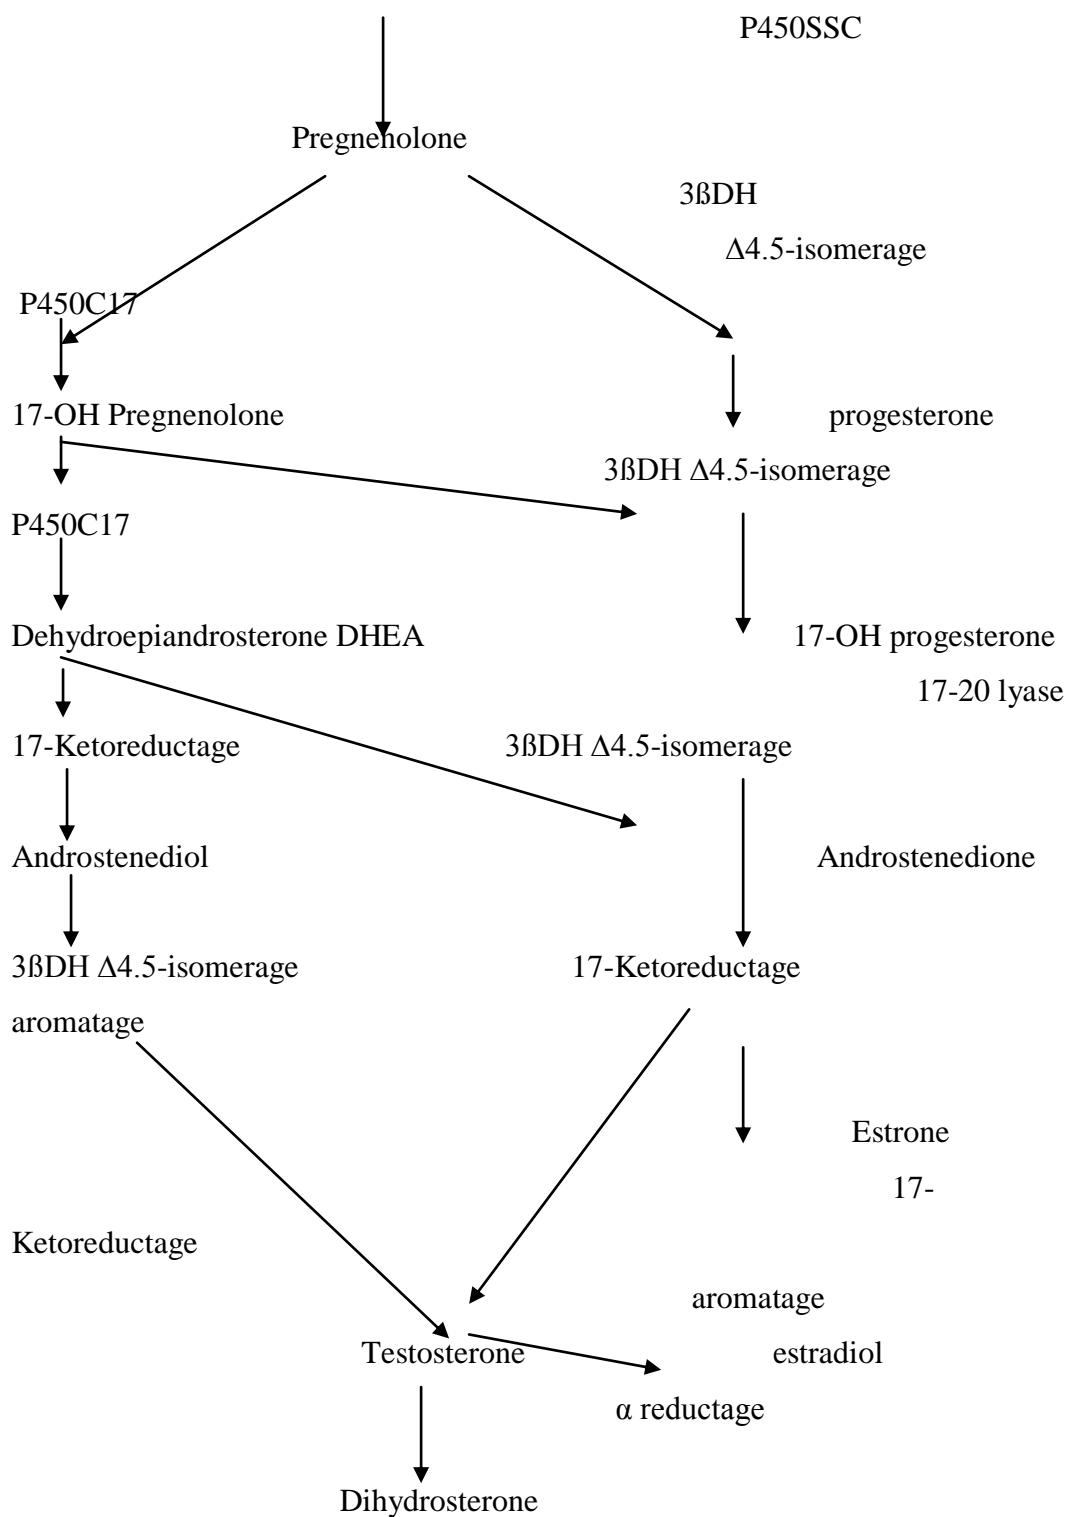 P450SSC
Pregnenolone
3ßDH
Δ4.5-isomerage
P450C17
17-OH Pregnenolone progesterone
3ßDH Δ4.5-isomerage
P450C17
Dehydroepiandrosterone DHEA 17-OH progesterone
17-20 lyase
17-Ketoreductage 3ßDH Δ4.5-isomerage
Androstenediol Androstenedione
3ßDH Δ4.5-isomerage 17-Ketoreductage
aromatage
Estrone
17-
Ketoreductage
aromatage
Testosterone estradiol
α reductage
Dihydrosterone